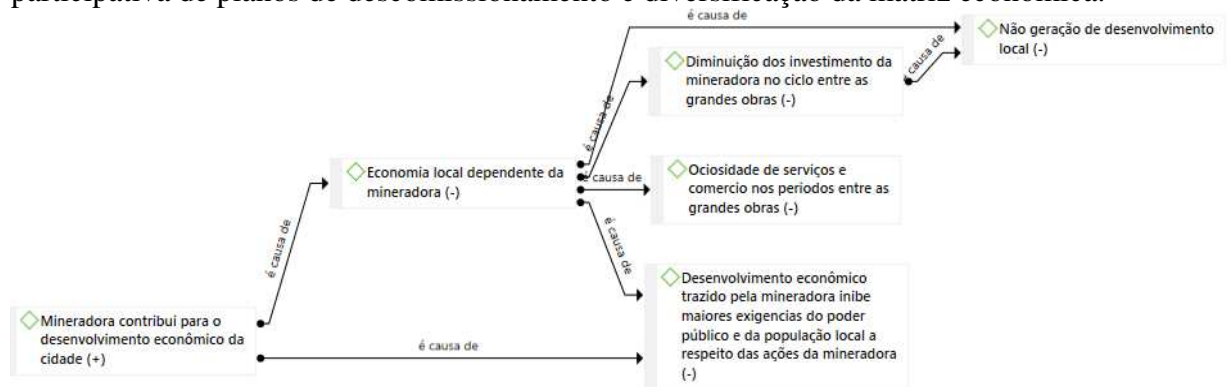 participativa de planos de descomissionamento e diversificação da matriz econômica.
é causa de
Não geração de desenvolvimento
local (-)
é causa de
Diminuição dos investimento da
mineradora no ciclo entre as
grandes obras (-)
é causa de
Economia local dependente da
mineradora (-)
é causa de
Ociosidade de serviços e
comercio nos periodos entre as
grandes obras (-)
é causa de
é causa de
Desenvolvimento econômico
trazido pela mineradora inibe
maiores exigencias do poder
público e da população local a
respeito das ações da mineradora
(-)
Mineradora contribui para o
desenvolvimento econômico da
cidade (+)
é causa de